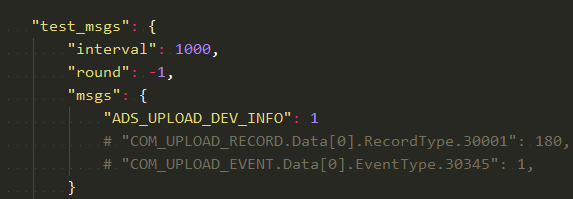 "test_msgs": {
"interval": 1000,
"round": -1,
"msgs": {
"ADS_UPLOAD_DEV_INFO": 1
# "COM_UPLOAD_RECORD.Data[0].RecordType.30001": 180,
# "COM_UPLOAD_EVENT.Data[0].EventType.30345": 1,
}